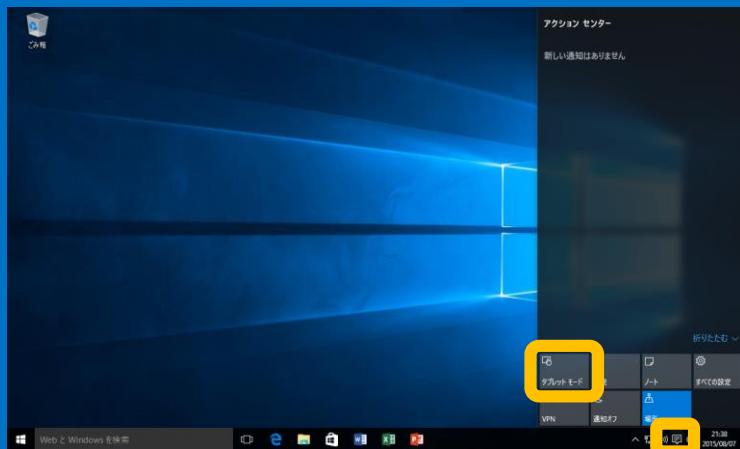 ごみ箱
アクション センター
新しい通知はありません
折りたたむ
タブレット モード
ノート
すべての設定
VPN
通知オフ
Web と Windows を検索
21:38
2015/08/07